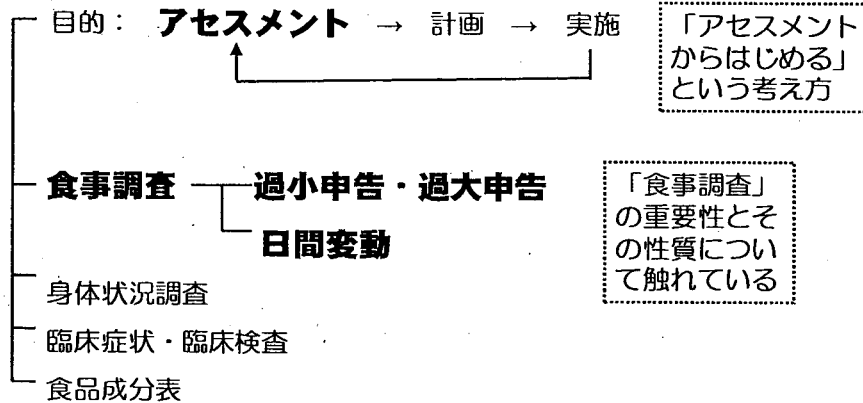 目的： アセスメント → 計画 → 実施
「アセスメント
からはじめる」
という考え方
食事調査 過小申告・過大申告
日間変動
「食事調査」
の重要性とそ
の性質につい
て触れている
身体状況調査
臨床症状・臨床検査
食品成分表